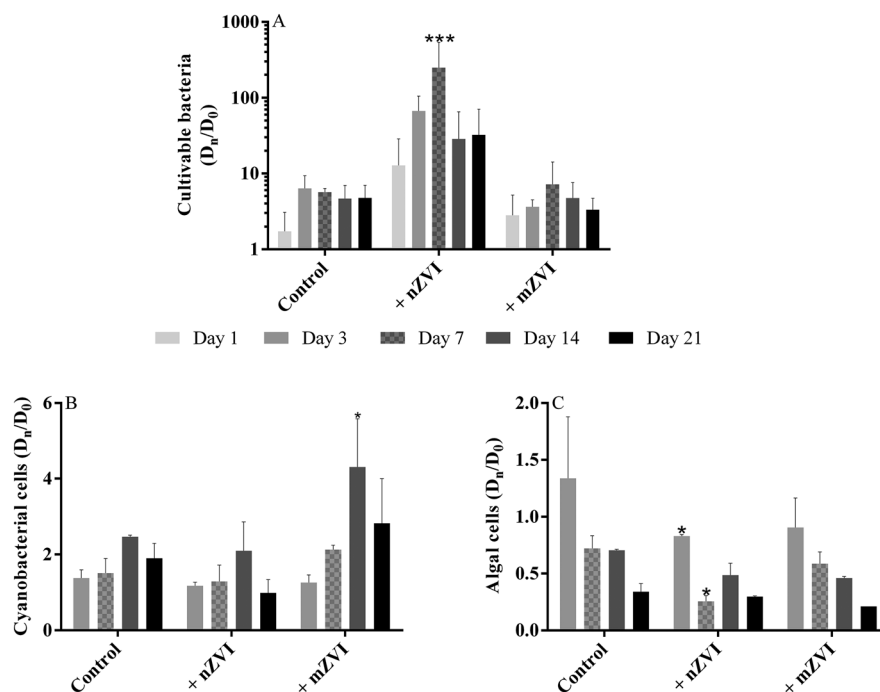 A
Cultivable bacteria
(Dn/D0)
1000
100
10
1
***
Control
+ nZVI
+ mZVI
Day 1
Day 3
Day 7
Day 14
Day 21
B
Cyanobacterial cells (Dn/D0)
6
4
2
0
*
Control
+ nZVI
+ mZVI
C
Algal cells (Dn/D0)
2.0
1.5
1.0
0.5
0.0
*
*
Control
+ nZVI
+ mZVI